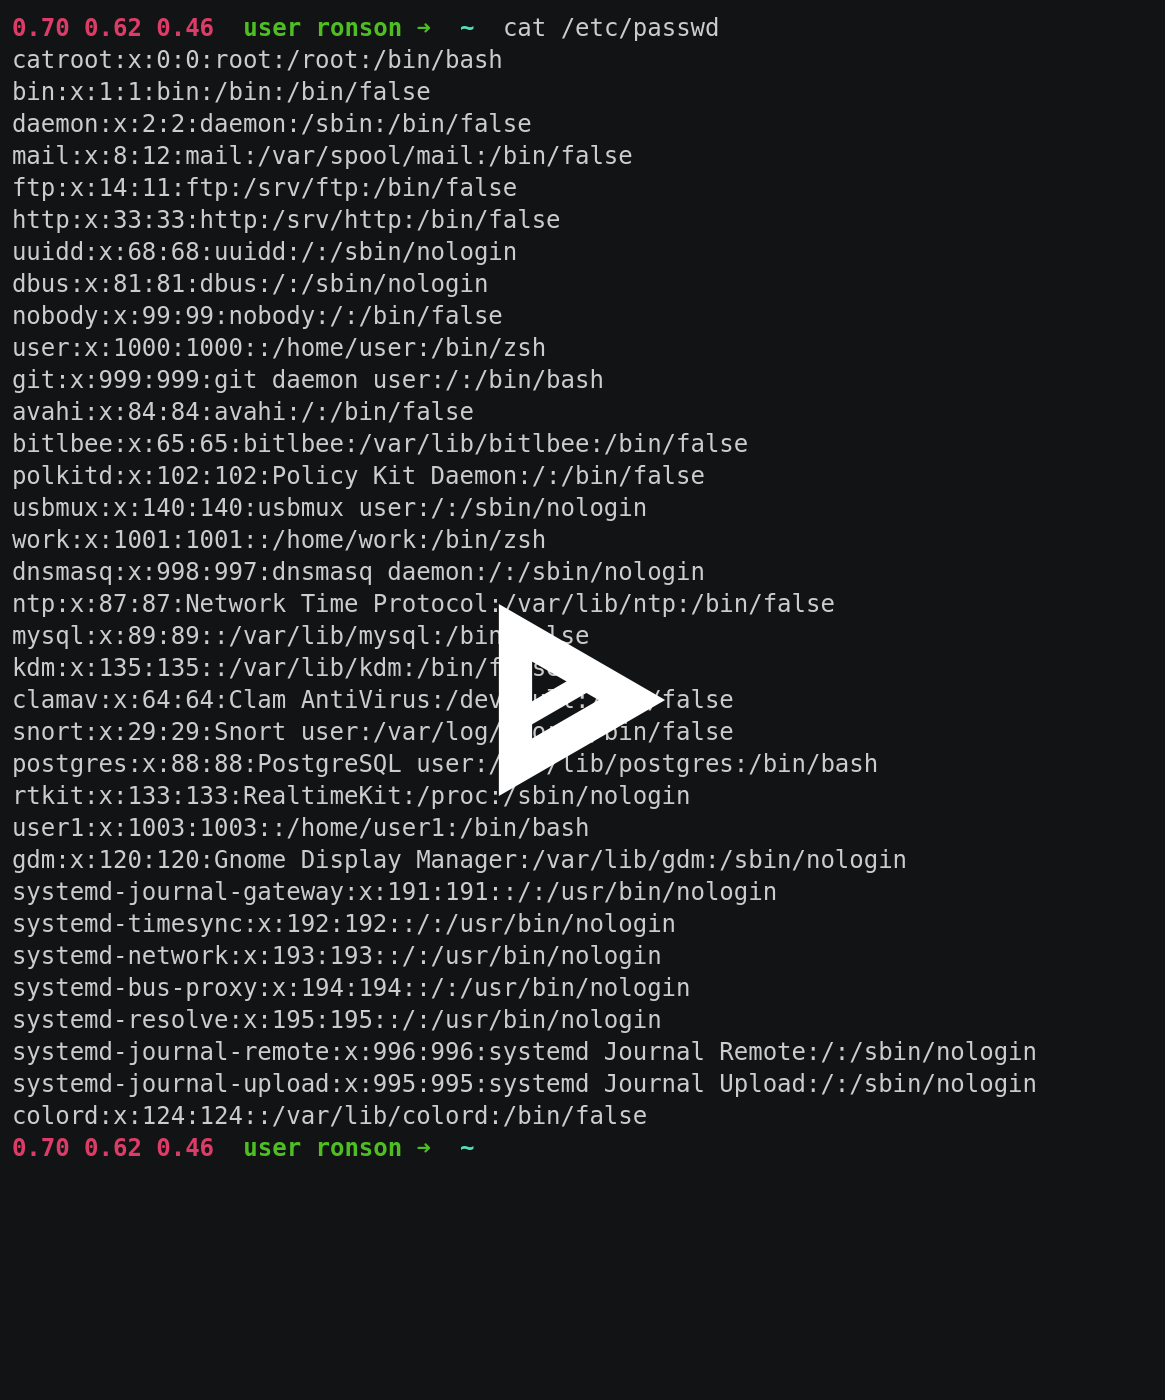 0.70 0.62 0.46  user ronson ➜  ~  cat /etc/passwd
catroot:x:0:0:root:/root:/bin/bash
bin:x:1:1:bin:/bin:/bin/false
daemon:x:2:2:daemon:/sbin:/bin/false
mail:x:8:12:mail:/var/spool/mail:/bin/false
ftp:x:14:11:ftp:/srv/ftp:/bin/false
http:x:33:33:http:/srv/http:/bin/false
uuidd:x:68:68:uuidd:/:/sbin/nologin
dbus:x:81:81:dbus:/:/sbin/nologin
nobody:x:99:99:nobody:/:/bin/false
user:x:1000:1000::/home/user:/bin/zsh
git:x:999:999:git daemon user:/:/bin/bash
avahi:x:84:84:avahi:/:/bin/false
bitlbee:x:65:65:bitlbee:/var/lib/bitlbee:/bin/false
polkitd:x:102:102:Policy Kit Daemon:/:/bin/false
usbmux:x:140:140:usbmux user:/:/sbin/nologin
work:x:1001:1001::/home/work:/bin/zsh
dnsmasq:x:998:997:dnsmasq daemon:/:/sbin/nologin
ntp:x:87:87:Network Time Protocol:/var/lib/ntp:/bin/false
mysql:x:89:89::/var/lib/mysql:/bin/false
kdm:x:135:135::/var/lib/kdm:/bin/false
clamav:x:64:64:Clam AntiVirus:/dev/null:/bin/false
snort:x:29:29:Snort user:/var/log/snort:/bin/false
postgres:x:88:88:PostgreSQL user:/var/lib/postgres:/bin/bash
rtkit:x:133:133:RealtimeKit:/proc:/sbin/nologin
user1:x:1003:1003::/home/user1:/bin/bash
gdm:x:120:120:Gnome Display Manager:/var/lib/gdm:/sbin/nologin
systemd-journal-gateway:x:191:191::/:/usr/bin/nologin
systemd-timesync:x:192:192::/:/usr/bin/nologin
systemd-network:x:193:193::/:/usr/bin/nologin
systemd-bus-proxy:x:194:194::/:/usr/bin/nologin
systemd-resolve:x:195:195::/:/usr/bin/nologin
systemd-journal-remote:x:996:996:systemd Journal Remote:/:/sbin/nologin
systemd-journal-upload:x:995:995:systemd Journal Upload:/:/sbin/nologin
colord:x:124:124::/var/lib/colord:/bin/false
0.70 0.62 0.46  user ronson ➜  ~